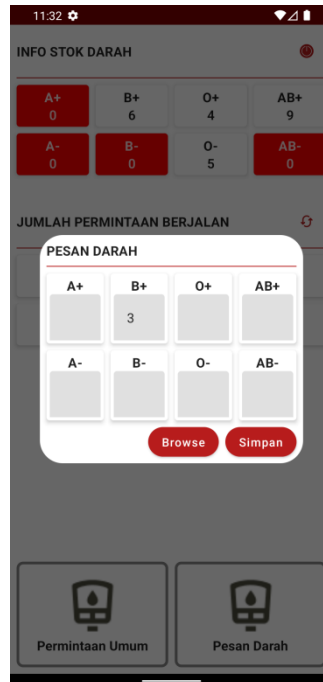 11:32
INFO STOK DARAH
A+ B+ O+ AB+
0 6 4 9
A- B- O- AB-
0 0 5 0
JUMLAH PERMINTAAN BERJALAN
PESAN DARAH
A+ B+ O+ AB+
3
A- B- O- AB-
Browse Simpan
Permintaan Umum Pesan Darah